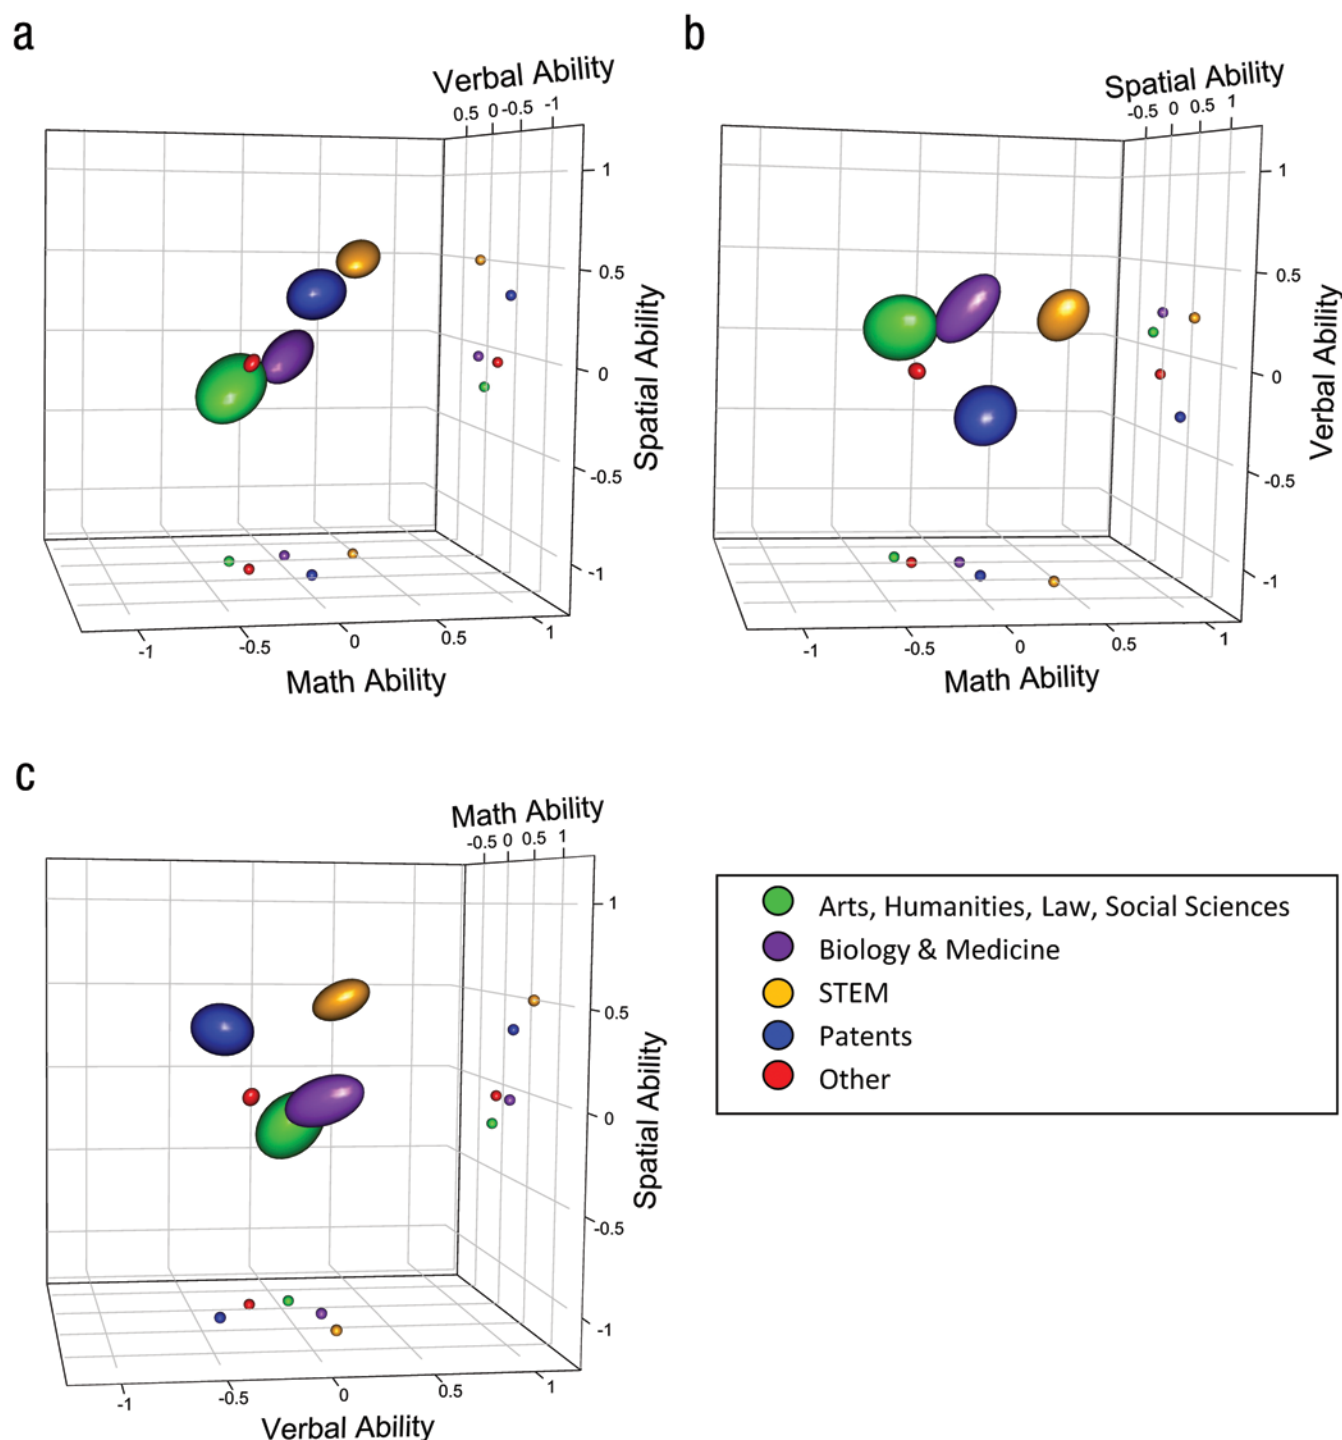 a
Verbal Ability
0.5 0 -0.5 -1
1
0.5
0
-0.5
-1
Spatial Ability
-1 -0.5 0 0.5 1
Math Ability
b
Spatial Ability
-0.5 0 0.5 1
1
0.5
0
-0.5
-1
Verbal Ability
-1 -0.5 0 0.5 1
Math Ability
c
Math Ability
-0.5 0 0.5 1
1
0.5
0
-0.5
-1
Spatial Ability
-1 -0.5 0 0.5 1
Verbal Ability
Arts, Humanities, Law, Social Sciences
Biology & Medicine
STEM
Patents
Other